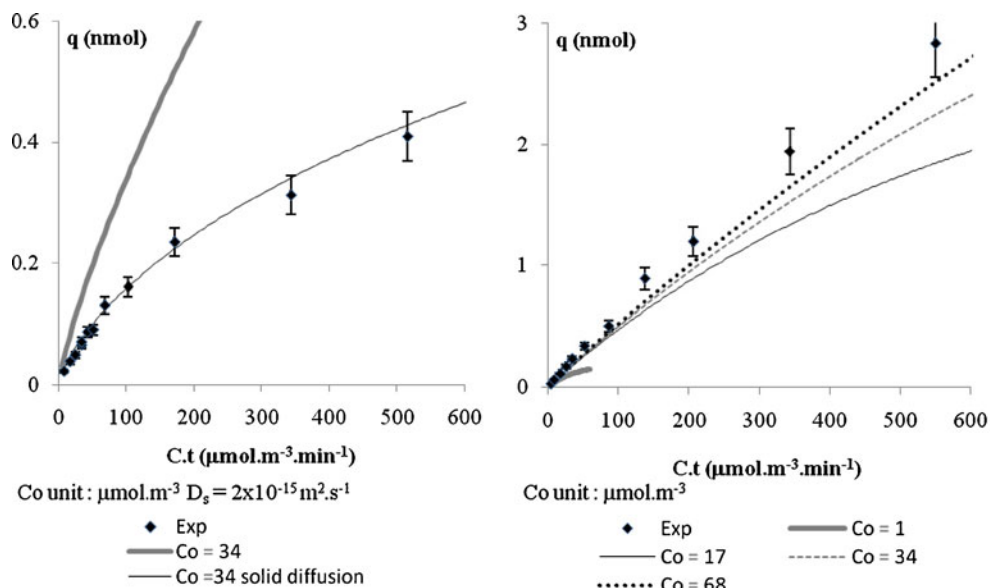 0.6
q (nmol)
0.4
0.2
0
0 100 200 300 400 500 600
C.t (µmol.m⁻³.min⁻¹)
Co unit : µmol.m⁻³ Dₛ = 2x10⁻¹⁵ m².s⁻¹
Exp
Co = 34
Co =34 solid diffusion
3
q (nmol)
2
1
0
0 100 200 300 400 500 600
C.t (µmol.m⁻³.min⁻¹)
Co unit : µmol.m⁻³
Exp
Co = 1
Co = 17
Co = 34
Co = 68